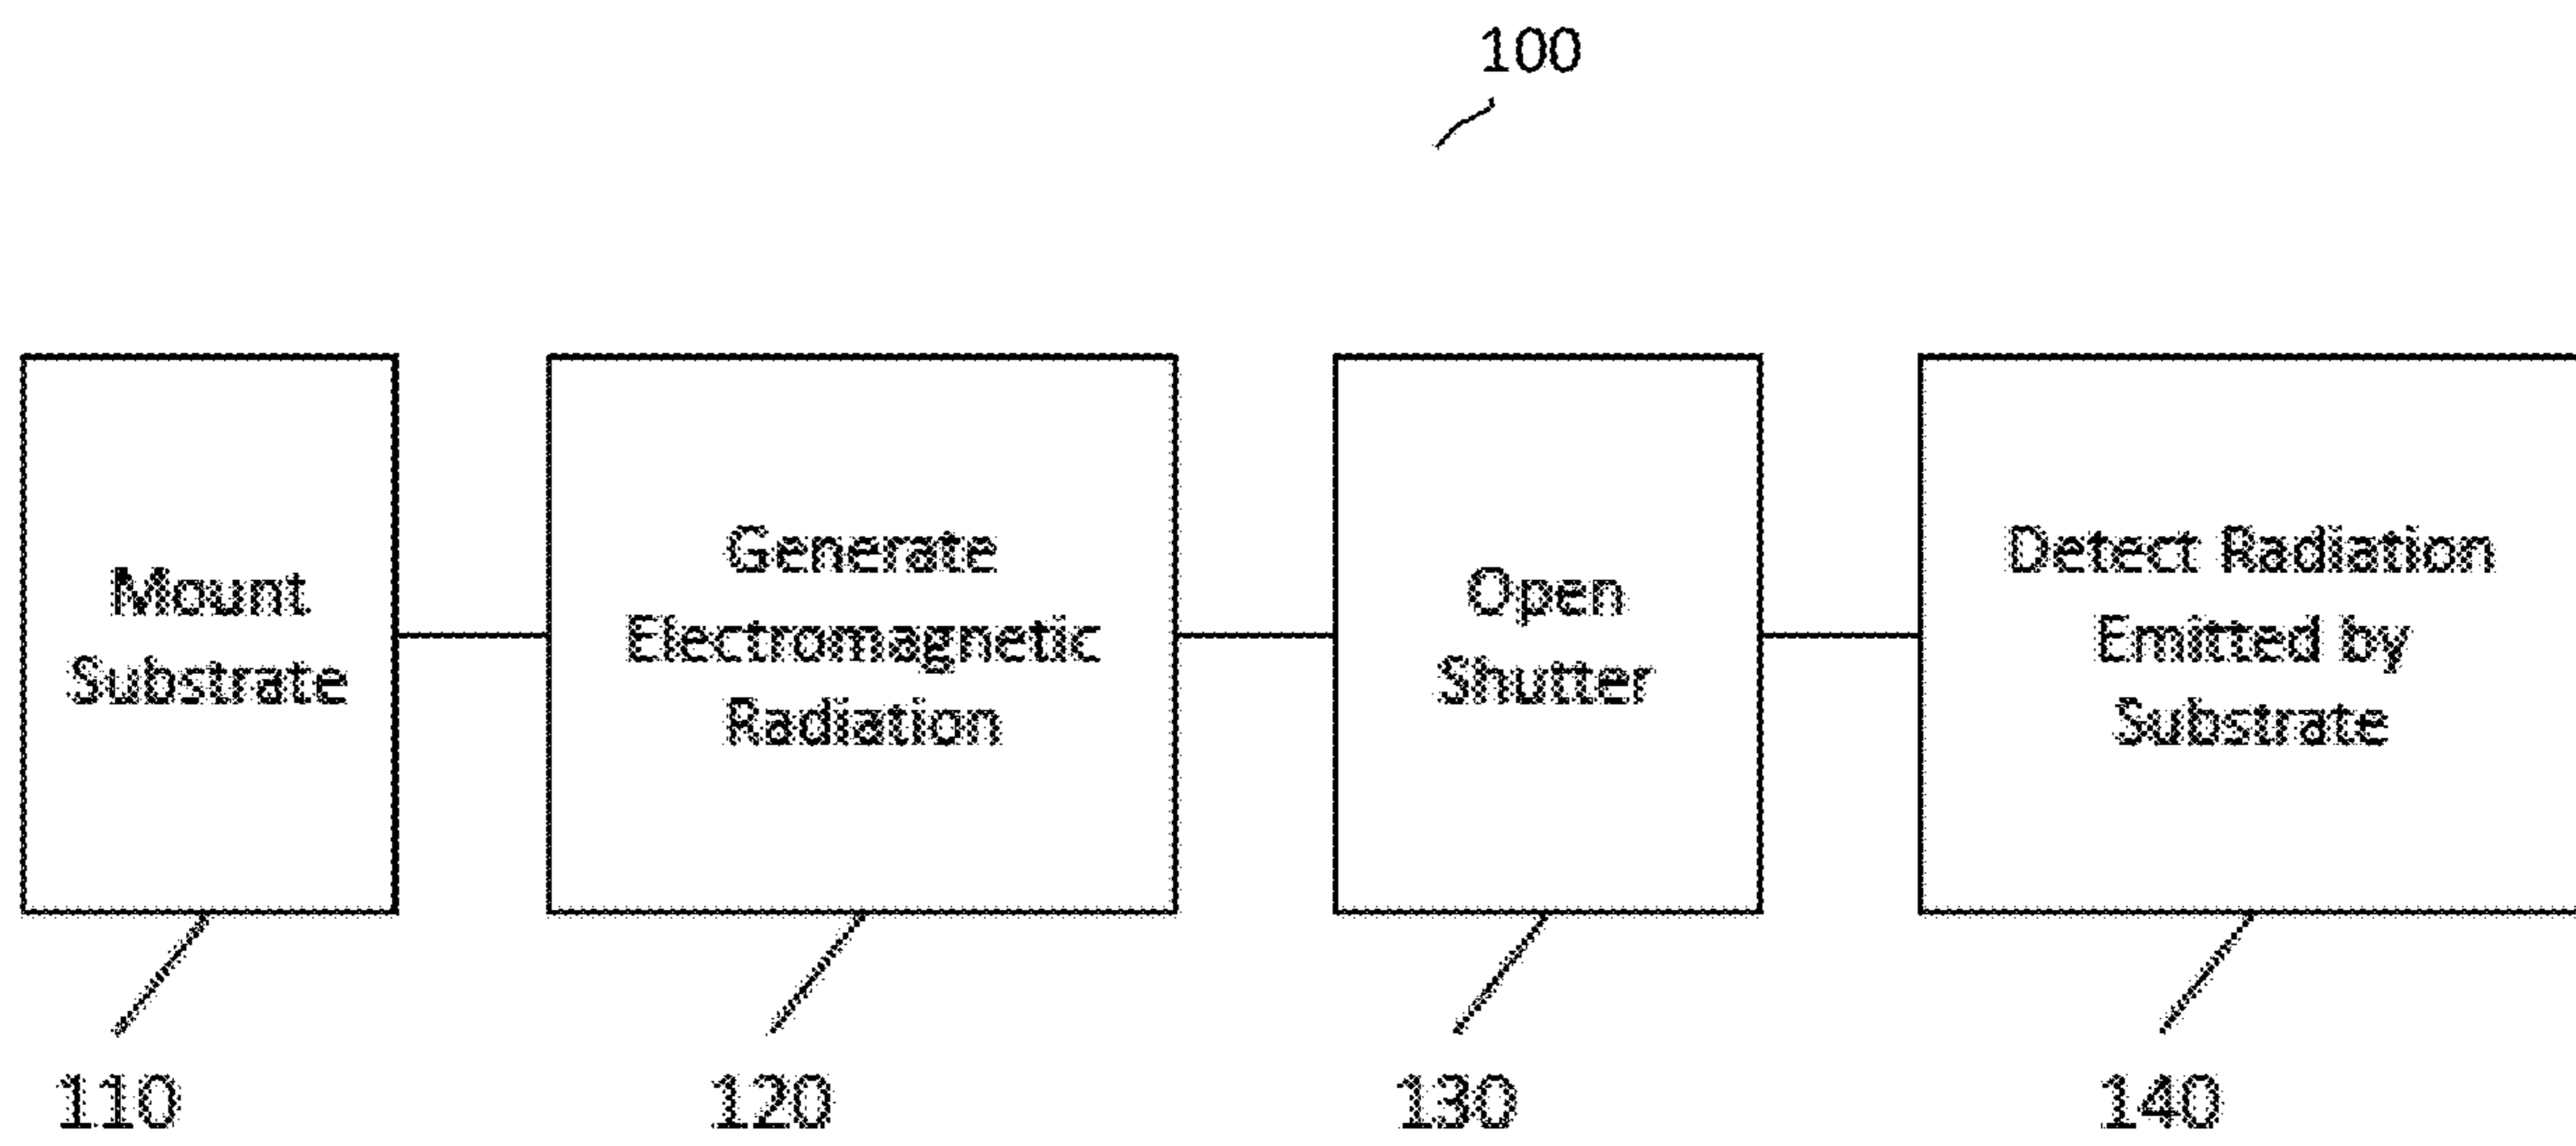 100
Mount
Substrate
Generate
Electromagnetic
Radiation
Open
Shutter
Detect Radiation
Emitted by
Substrate
110
120
130
140